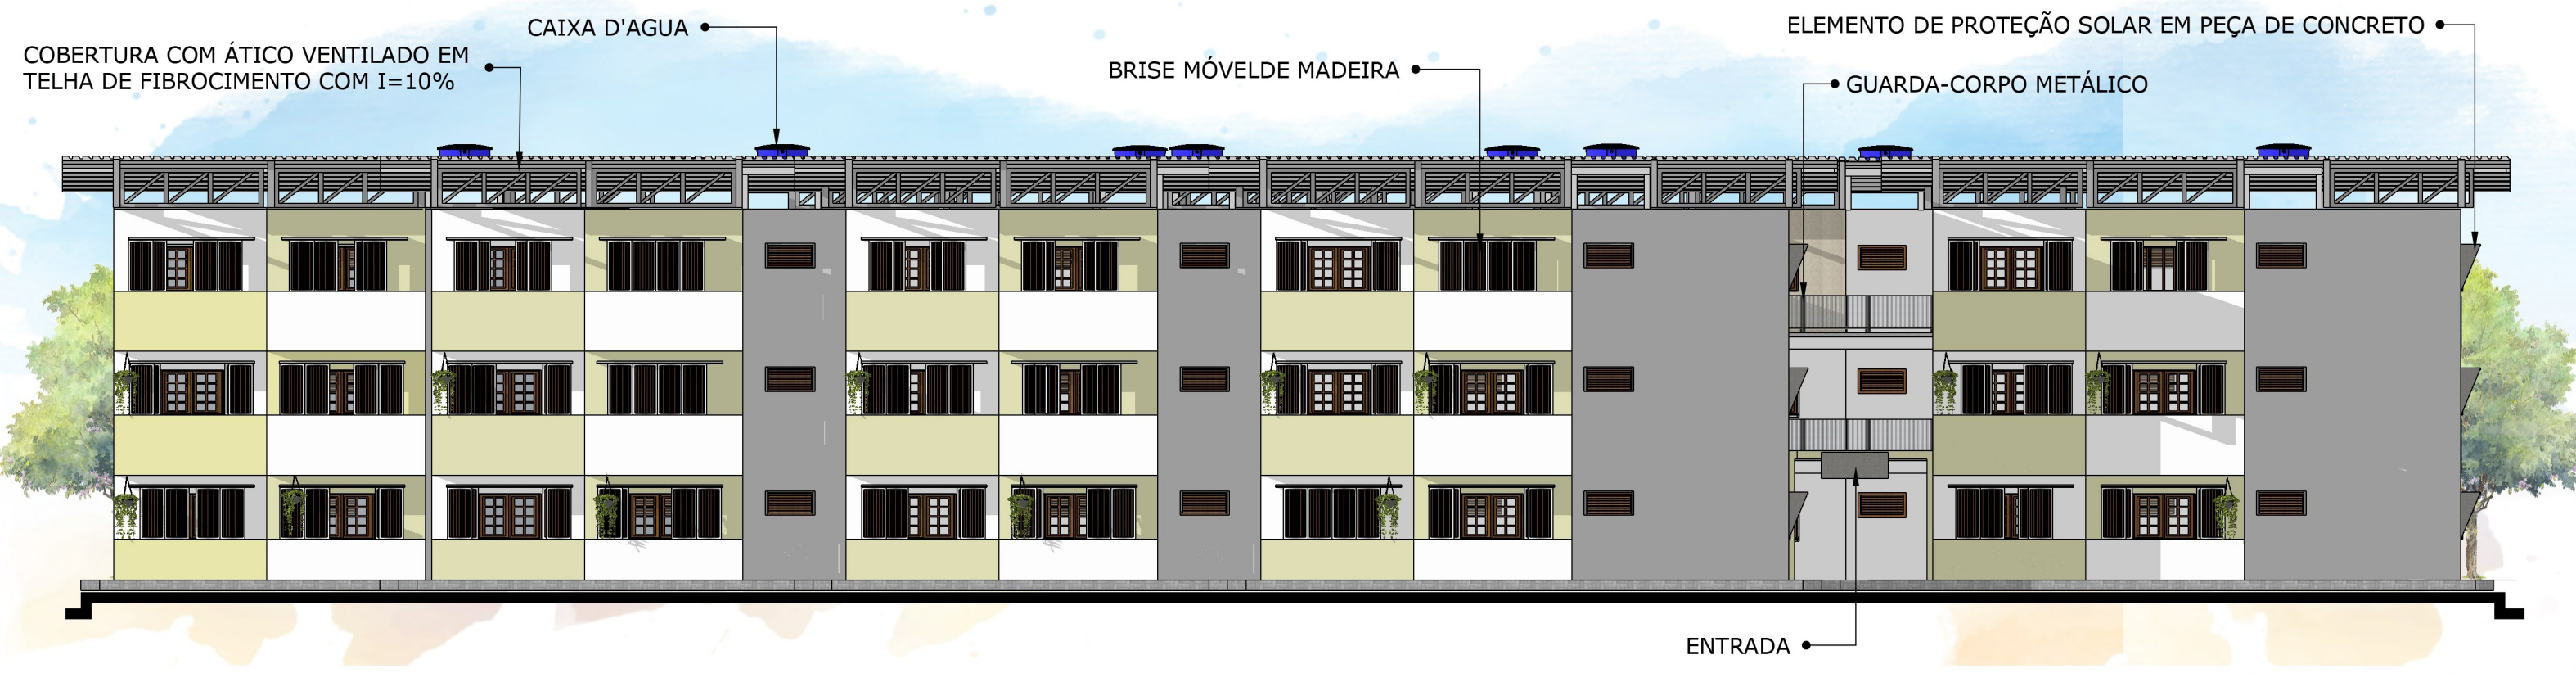 CAIXA D'AGUA
ELEMENTO DE PROTEÇÃO SOLAR EM PEÇA DE CONCRETO
COBERTURA COM ÁTICO VENTILADO EM
TELHA DE FIBROCIMENTO COM I=10%
BRISE MÓVELDE MADEIRA
GUARDA-CORPO METÁLICO
ENTRADA